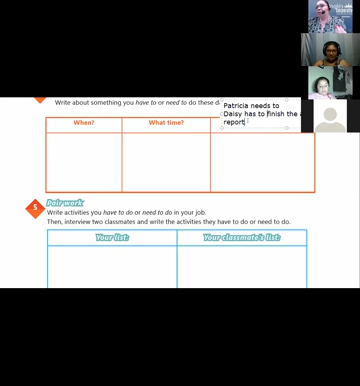 Write about something you have to or need to do these d
Patricia needs to
Daisy has to finish the a
report
When?
What time?
5
Pair work
Write activities you have to do or need to do in your job.
Then, interview two classmates and write the activities they have to do or need to do.
Your list:
Your classmate's list: